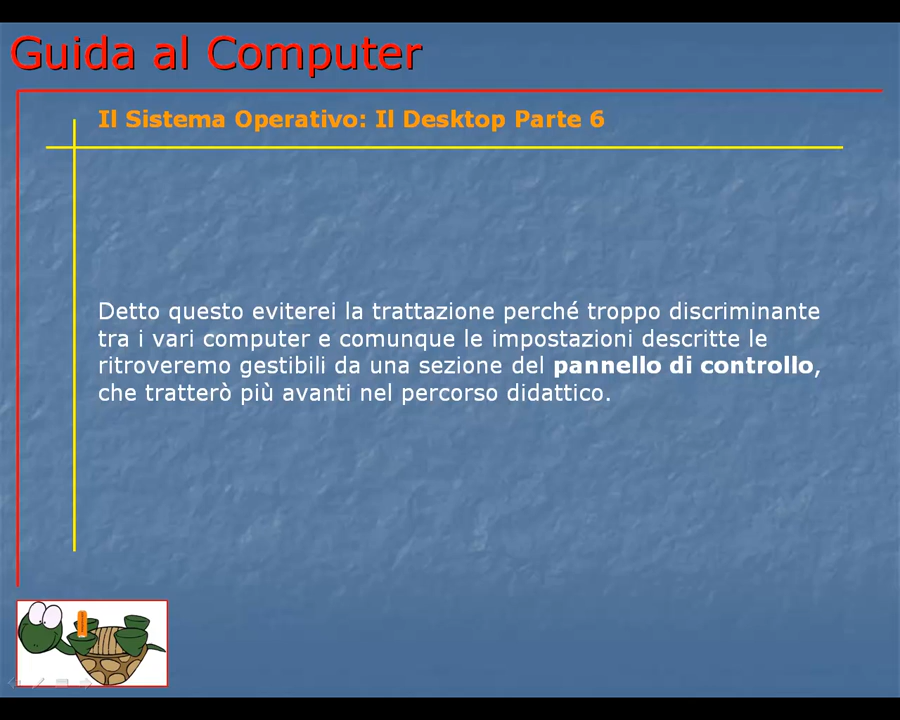 Guida al Computer
Il Sistema Operativo: Il Desktop Parte 6
Detto questo eviterei la trattazione perché troppo discriminante
tra i vari computer e comunque le impostazioni descritte le
ritroveremo gestibili da una sezione del pannello di controllo,
che tratterò più avanti nel percorso didattico.